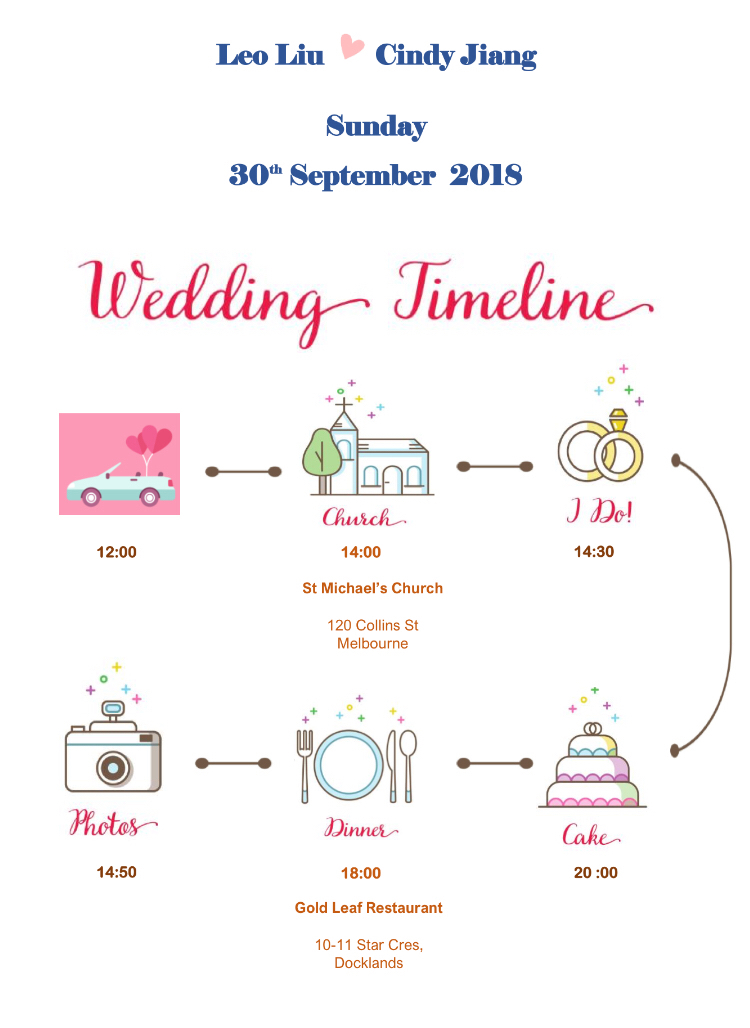 Leo Liu Cindy Jiang
Sunday
30th September 2018
Wedding Timeline
Church
I Do!
12:00
14:00
14:30
St Michael's Church
120 Collins St
Melbourne
Photos
Dinner
Cake
14:50
18:00
20 :00
Gold Leaf Restaurant
10-11 Star Cres,
Docklands